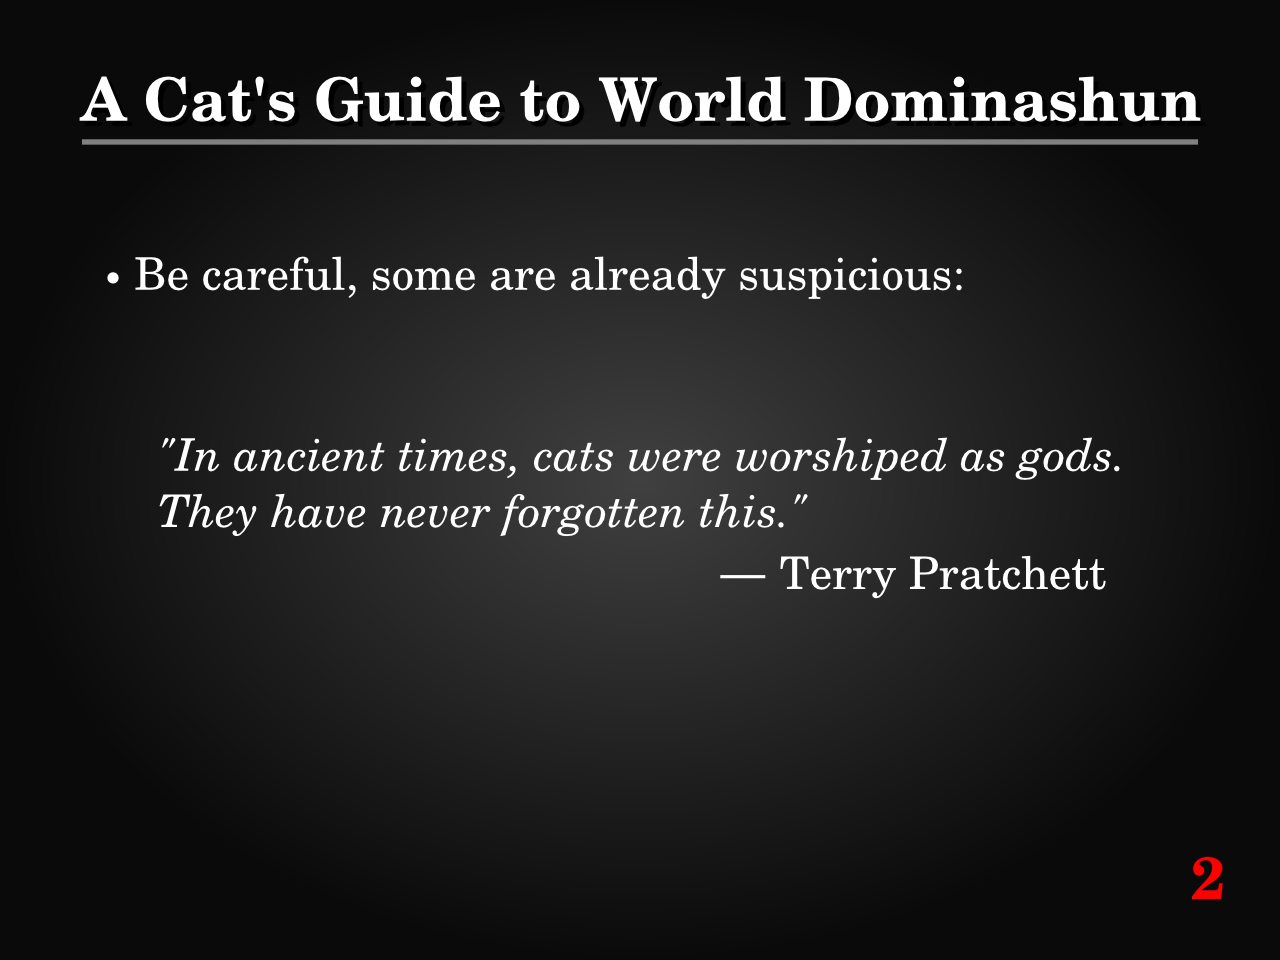 A Cat's Guide to World Dominashun
• Be careful, some are already suspicious:
"In ancient times, cats were worshiped as gods.
They have never forgotten this."
— Terry Pratchett
2